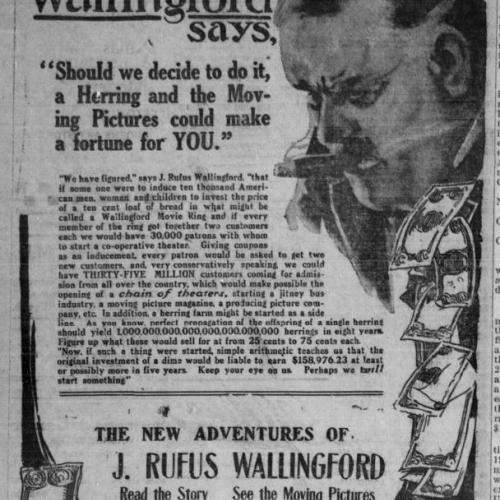 Wallingford
says,
"Should we decide to do it,
a Herring and the Mov-
ing Pictures could make
a fortune for YOU."
"We have figured," says J. Rufus Wallingford, "that
if some one were to induce ten thousand Ameri-
can men, women and children to invest the price
of a ten cent loaf of bread in what might be
called a Wallingford Movie Ring and if every
member of the ring got together two customers
each we would have 30,000 patrons with whom
to start a co-operative theater. Giving coupons
as an inducement, every patron would be asked to get two
new customers, and, very conservatively speaking, we could
have THIRTY-FIVE MILLION customers coming for admis-
sion from all over the country, which would make possible the
opening of a chain of theaters, starting a jitney bus
industry, a moving picture magazine, a producing picture com-
pany, etc. In addition, a herring farm might be started as a side
line. As you know, perfect propagation of the offspring of a single herring
should yield 1,000,000,000,000,000,000,000,000 herrings in eight years.
Figure up what these would sell for at from 25 cents to 75 cents each.
"Now, if such a thing were started, simple arithmetic teaches us that the
original investment of a dime would be liable to earn $158,976.23 at least
or possibly more in five years. Keep your eye on us. Perhaps we will
start something"
THE NEW ADVENTURES OF
J. RUFUS WALLINGFORD
Read the Story See the Moving Pictures